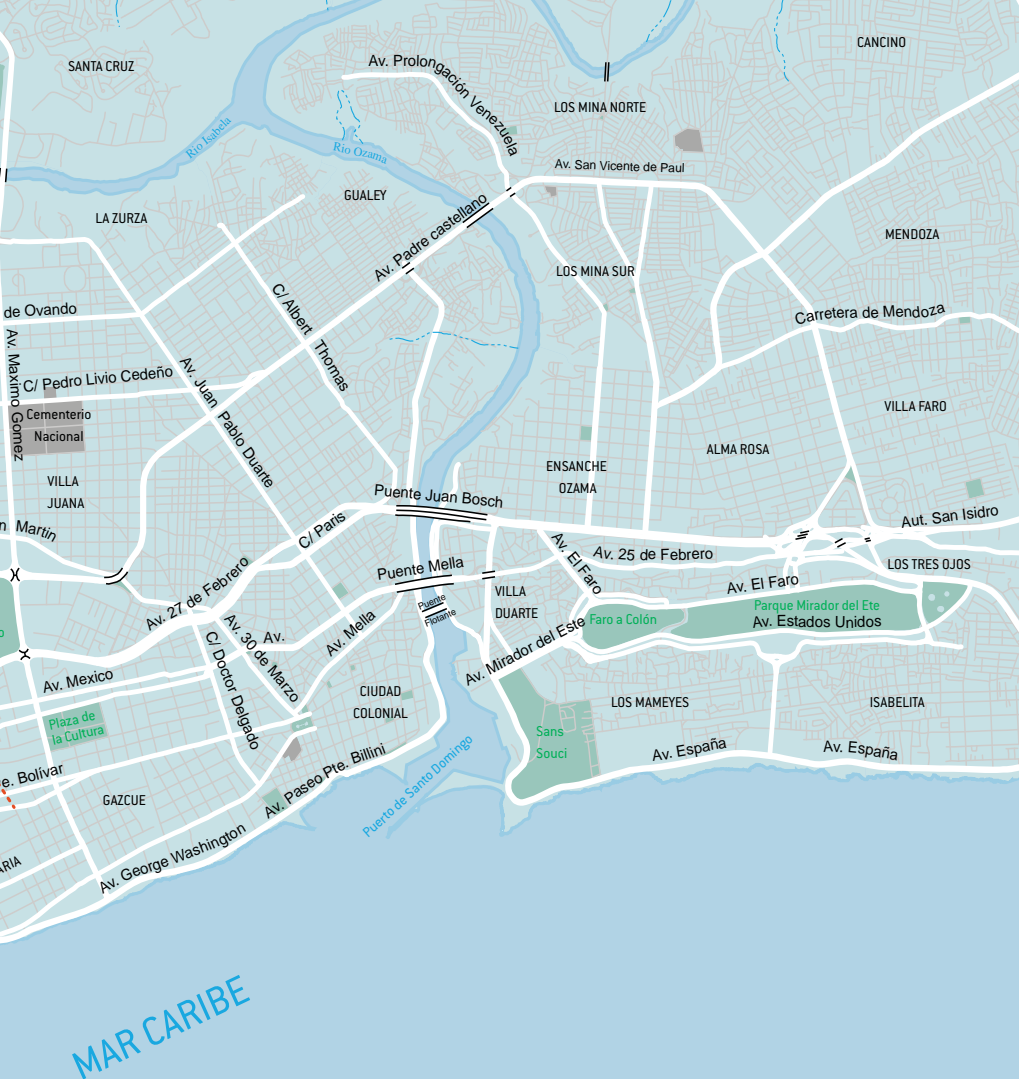 CANCINO
SANTA CRUZ
Av. Prolongación Venezuela
LOS MINA NORTE
Rio Isabela
Rio Ozama
Av. San Vicente de Paul
GUALEY
LA ZURZA
Av. Padre castellano
MENDOZA
LOS MINA SUR
C/ Albert Thomas
de Ovando
Carretera de Mendoza
Av. Maximo Gomez
C/ Pedro Livio Cedeño
Av. Juan Pablo Duarte
Cementerio
Nacional
VILLA FARO
ALMA ROSA
VILLA
JUANA
ENSANCHE
OZAMA
Puente Juan Bosch
n Martin
C/ Paris
Aut. San Isidro
Av. El Faro
Av. 25 de Febrero
LOS TRES OJOS
Puente Mella
Av. 27 de Febrero
Av. El Faro
VILLA
DUARTE
Puente
Flotante
Parque Mirador del Ete
Av. Estados Unidos
Faro a Colón
Av. Mella
Av. 30 de Marzo
Av.
o
C/ Doctor Delgado
Av. Mirador del Este
Av. Mexico
CIUDAD
COLONIAL
LOS MAMEYES
ISABELITA
Plaza de
la Cultura
Sans
Souci
Av. España
Av. España
Av. Paseo Pte. Billini
Puerto de Santo Domingo
e. Bolívar
GAZCUE
Av. George Washington
ARIA
MAR CARIBE